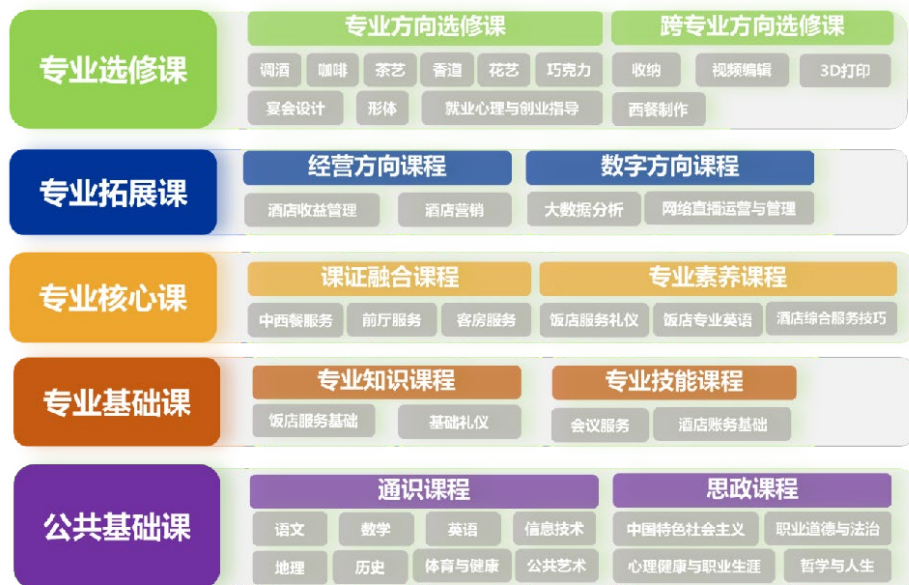 专业选修课
专业方向选修课 跨专业方向选修课
调酒 咖啡 茶艺 香道 花艺 巧克力 收纳 视频编辑 3D打印
宴会设计 形体 就业心理与创业指导 西餐制作
专业拓展课
经营方向课程 数字方向课程
酒店收益管理 酒店营销 大数据分析 网络直播运营与管理
专业核心课
课证融合课程 专业素养课程
中西餐服务 前厅服务 客房服务 饭店服务礼仪 饭店专业英语 酒店综合服务技巧
专业基础课
专业知识课程 专业技能课程
饭店服务基础 基础礼仪 会议服务 酒店账务基础
公共基础课
通识课程 思政课程
语文 数学 英语 信息技术 中国特色社会主义 职业道德与法治
地理 历史 体育与健康 公共艺术 心理健康与职业生涯 哲学与人生